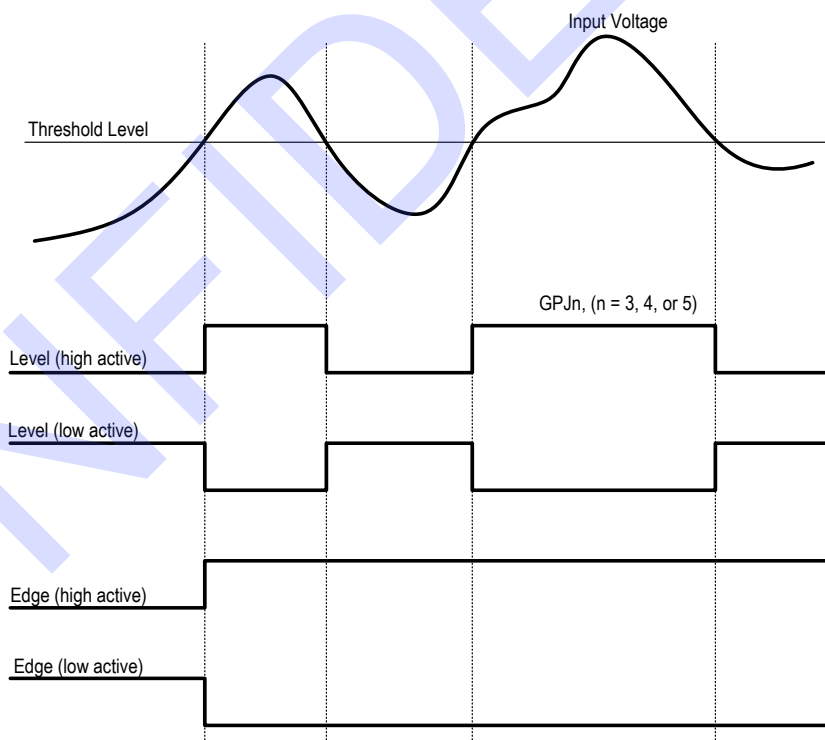 Input Voltage
Threshold Level
GPJn, (n = 3, 4, or 5)
Level (high active)
Level (low active)
Edge (high active)
Edge (low active)
NFIDE